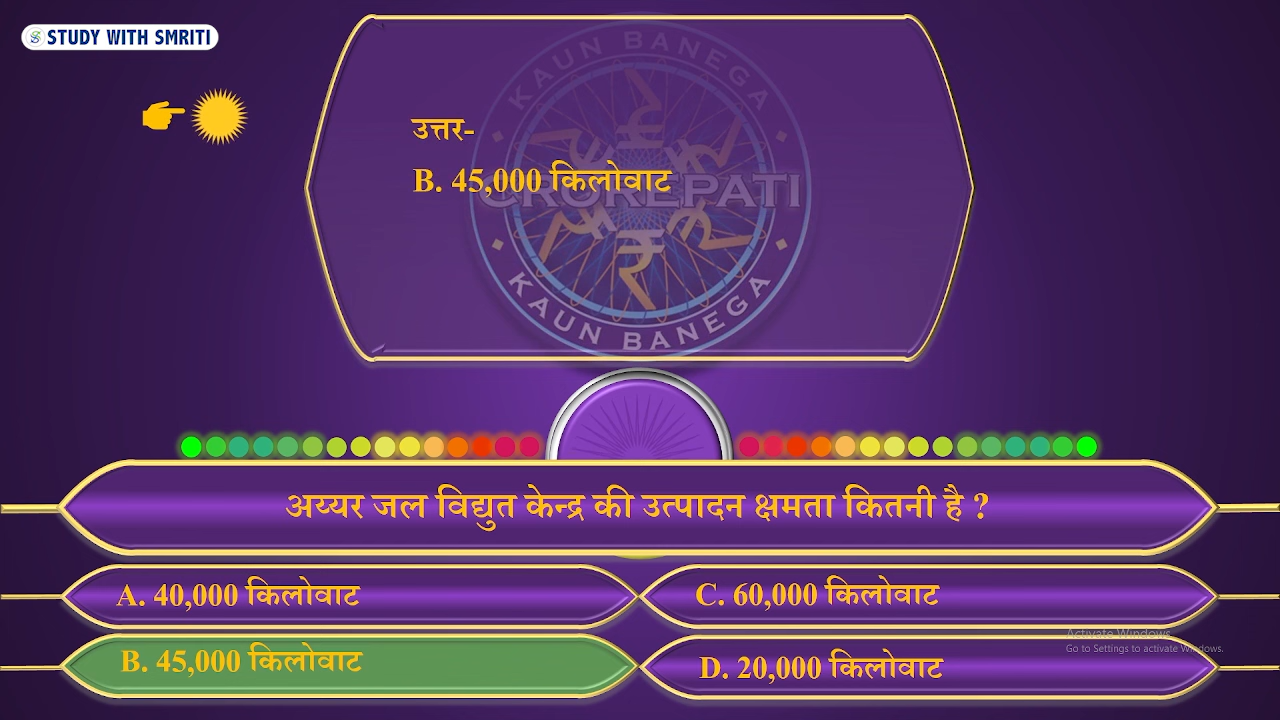 STUDY WITH SMRITI
KAUN BANEGA
उत्तर-
B. 45,000 किलोवाट
CROREPATI
KAUN BANEGA
अय्यर जल विद्युत केन्द्र की उत्पादन क्षमता कितनी है ?
A. 40,000 किलोवाट
C. 60,000 किलोवाट
B. 45,000 किलोवाट
D. 20,000 किलोवाट
Activate Windows
Go to Settings to activate Windows.